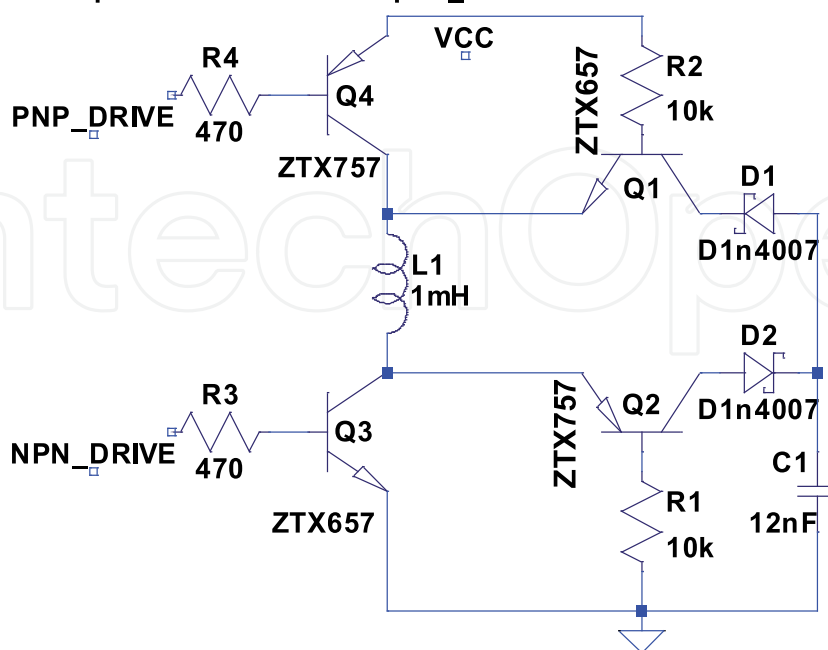 VCC
R4
PNP_DRIVE
470
Q4
ZTX757
ZTX657
R2
10k
Q1
D1
D1n4007
L1
1mH
R3
NPN_DRIVE
470
Q3
ZTX657
ZTX757
Q2
D2
D1n4007
R1
10k
C1
12nF